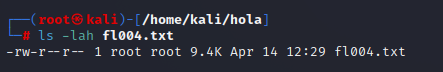 ┌──(root㉿kali)-[/home/kali/hola]
└─# ls -lah fl004.txt
-rw-r--r-- 1 root root 9.4K Apr 14 12:29 fl004.txt